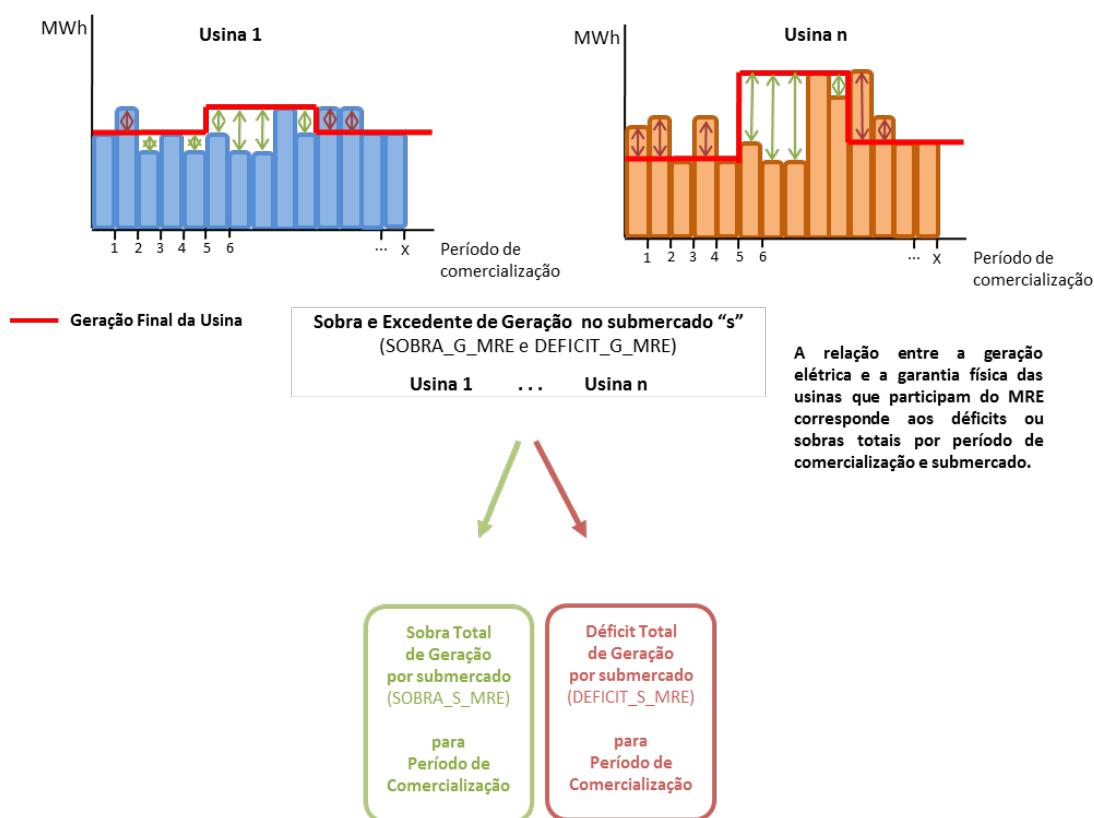 MWh
Usina 1
1 2 3 4 5 6 ... X
Período de
comercialização
MWh
Usina n
1 2 3 4 5 6 ... X
Período de
comercialização
Geração Final da Usina
Sobra e Excedente de Geração no submercado “s”
(SOBRA_G_MRE e DEFICIT_G_MRE)
Usina 1 . . . Usina n
A relação entre a geração
elétrica e a garantia física das
usinas que participam do MRE
corresponde aos déficits ou
sobras totais por período de
comercialização e submercado.
Sobra Total
de Geração
por submercado
(SOBRA_S_MRE)
para
Período de
Comercialização
Déficit Total
de Geração
por submercado
(DEFICIT_S_MRE)
para
Período de
Comercialização